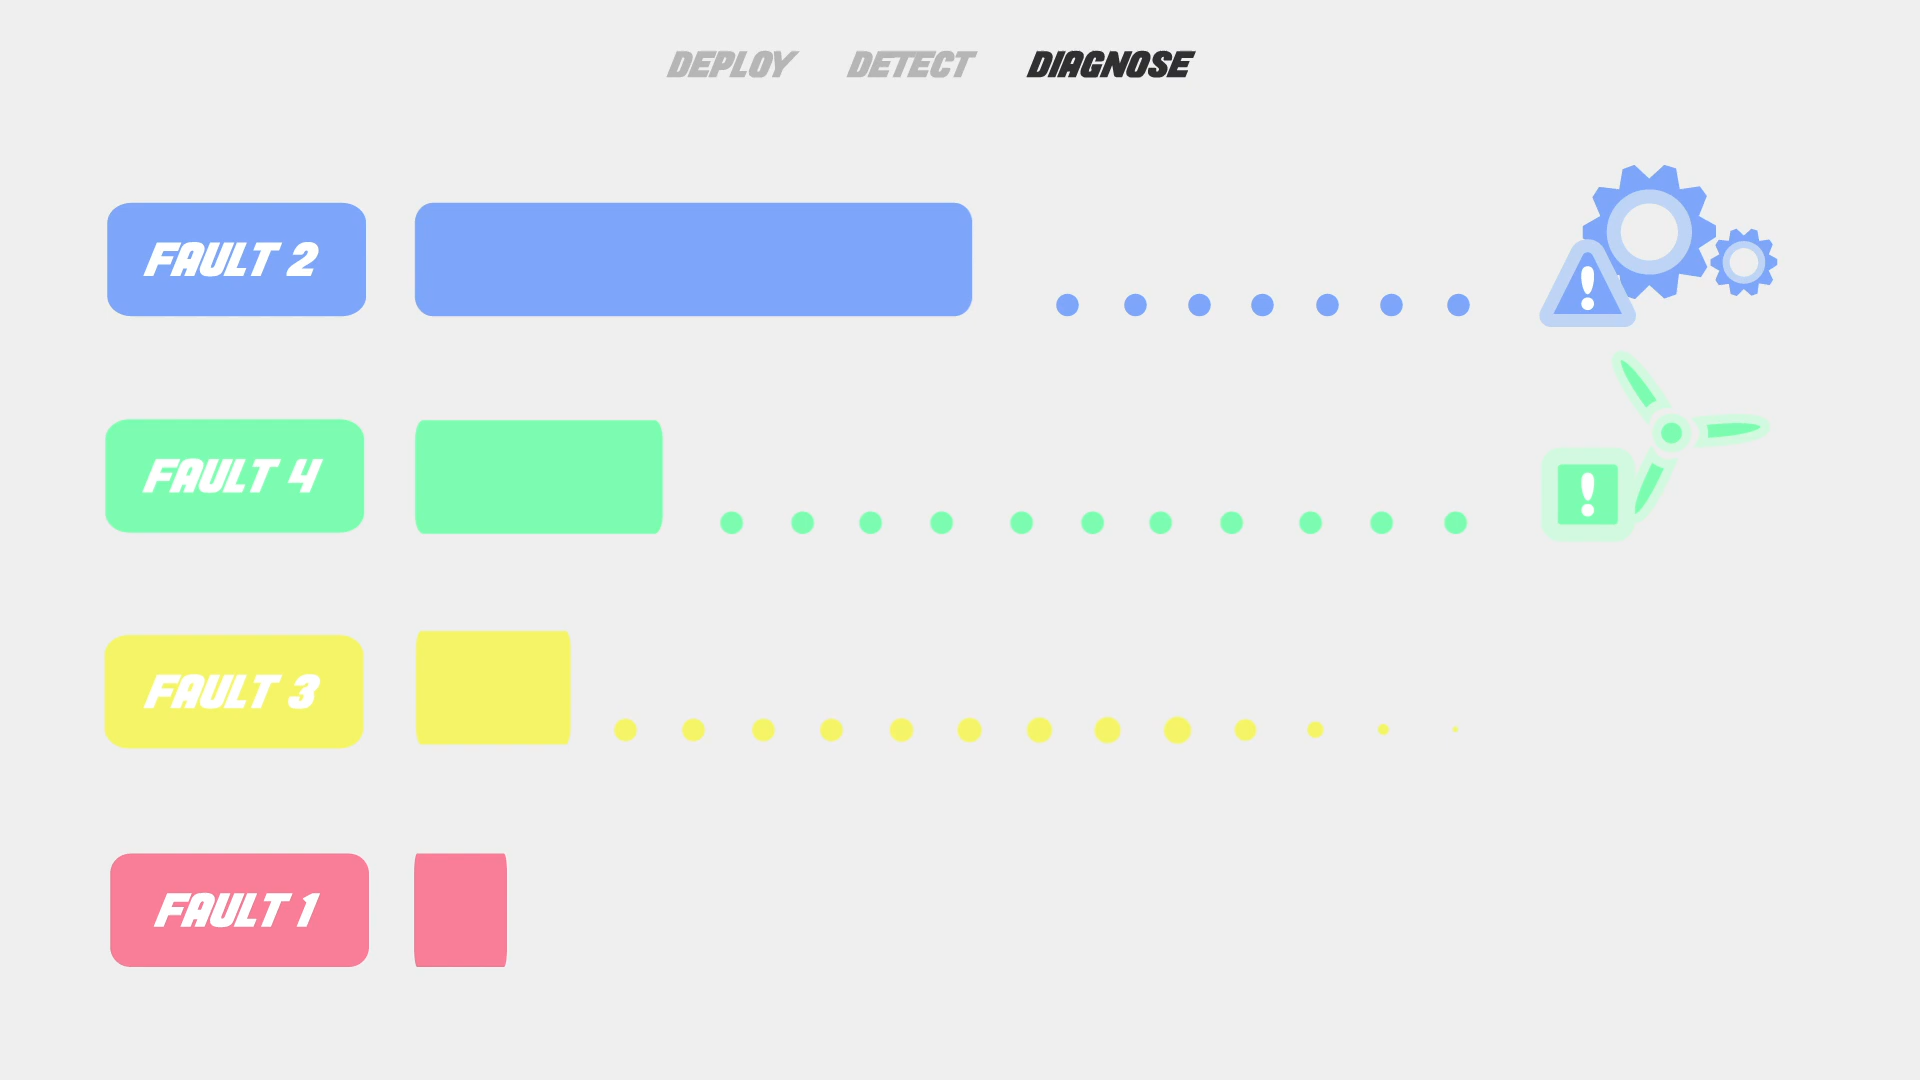 DEPLOY DETECT DIAGNOSE
FAULT 2
!
FAULT 4
!
FAULT 3
FAULT 1